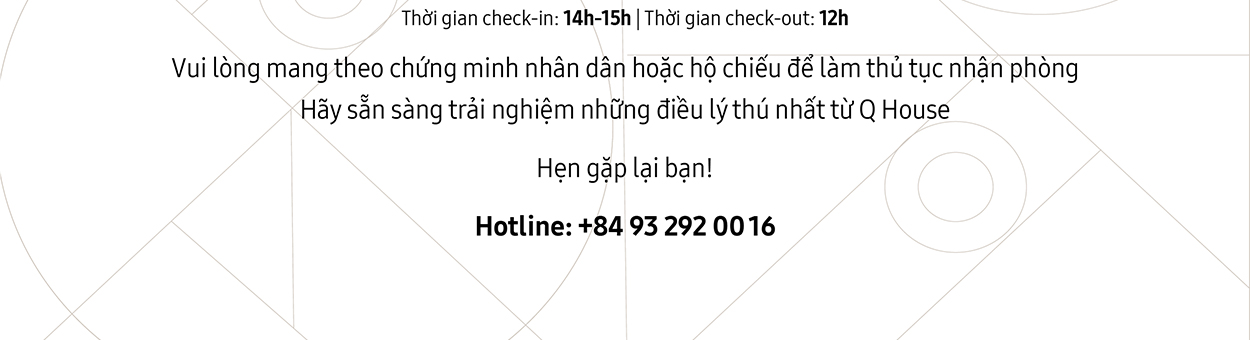 Thời gian check-in: 14h-15h | Thời gian check-out: 12h
Vui lòng mang theo chứng minh nhân dân hoặc hộ chiếu để làm thủ tục nhận phòng
Hãy sẵn sàng trải nghiệm những điều lý thú nhất từ Q House
Hẹn gặp lại bạn!
Hotline: +84 93 292 00 16